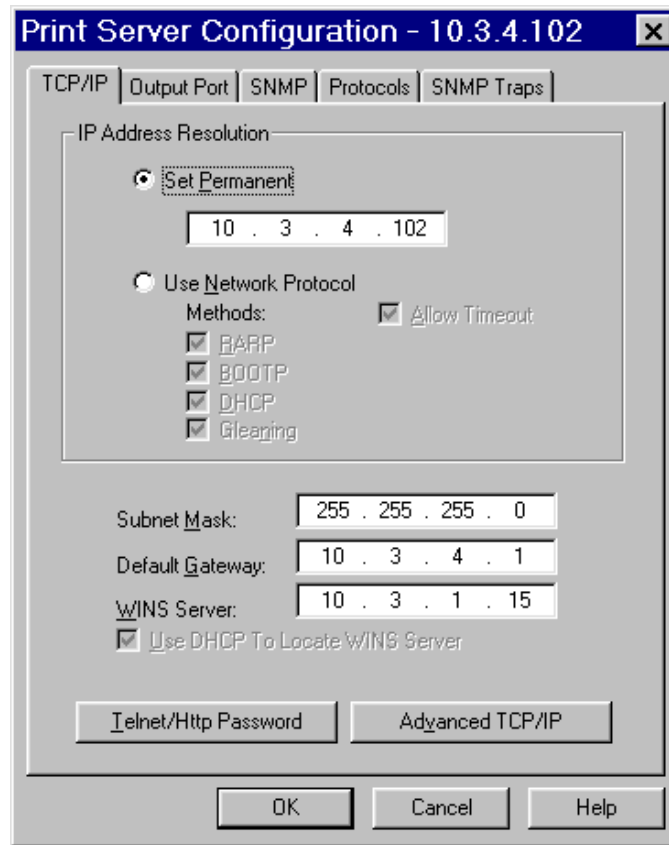 Print Server Configuration - 10.3.4.102
TCP/IP Output Port SNMP Protocols SNMP Traps
IP Address Resolution
Set Permanent
10 . 3 . 4 . 102
Use Network Protocol
Methods: Allow Timeout
RARP
BOOTP
DHCP
Gleaning
Subnet Mask: 255 . 255 . 255 . 0
Default Gateway: 10 . 3 . 4 . 1
WINS Server: 10 . 3 . 1 . 15
Use DHCP To Locate WINS Server
Telnet/Http Password Advanced TCP/IP
OK Cancel Help